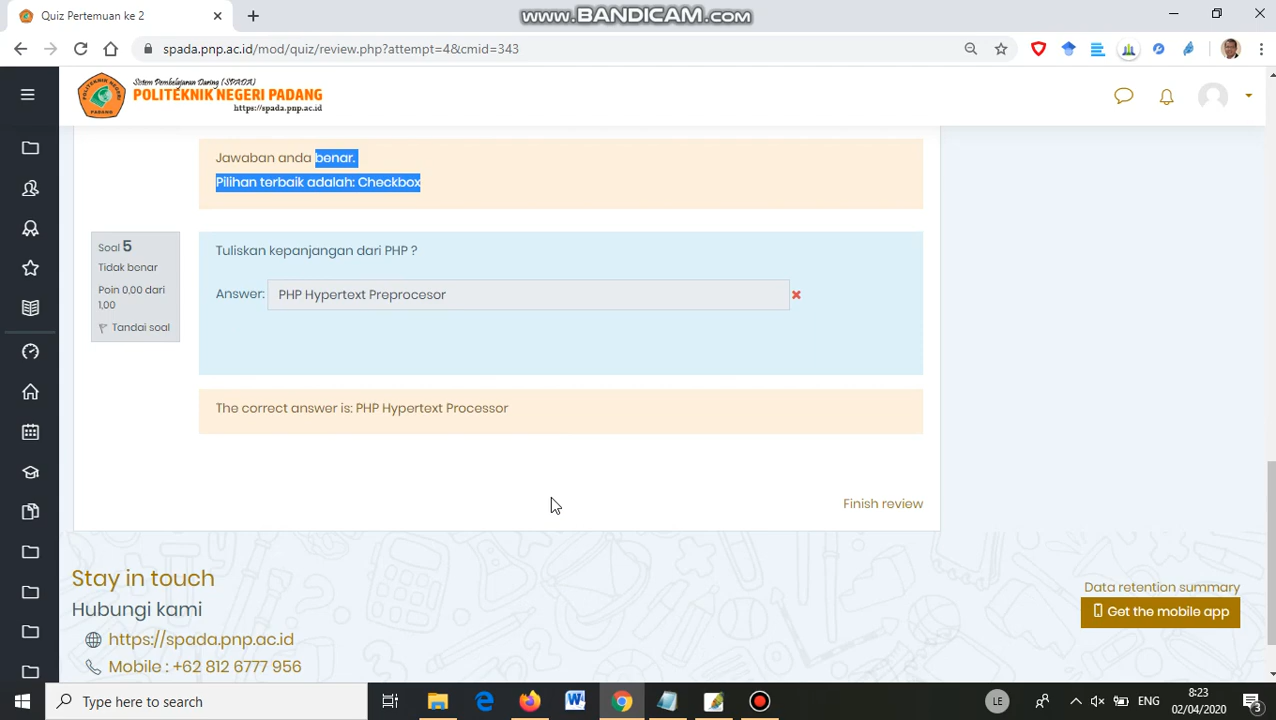 Quiz Pertemuan ke 2
www.BANDICAM.com
spada.pnp.ac.id/mod/quiz/review.php?attempt=4&cmid=343
Sistem Pembelajaran Daring (SPADA)
POLITEKNIK NEGERI PADANG
https://spada.pnp.ac.id
Jawaban anda benar.
Pilihan terbaik adalah: Checkbox
Soal 5
Tidak benar
Poin 0,00 dari
1,00
Tandai soal
Tuliskan kepanjangan dari PHP ?
Answer: PHP Hypertext Preprocesor
The correct answer is: PHP Hypertext Processor
Finish review
Stay in touch
Hubungi kami
https://spada.pnp.ac.id
Mobile : +62 812 6777 956
Data retention summary
Get the mobile app
Type here to search
LE
ENG
8:23
02/04/2020
3